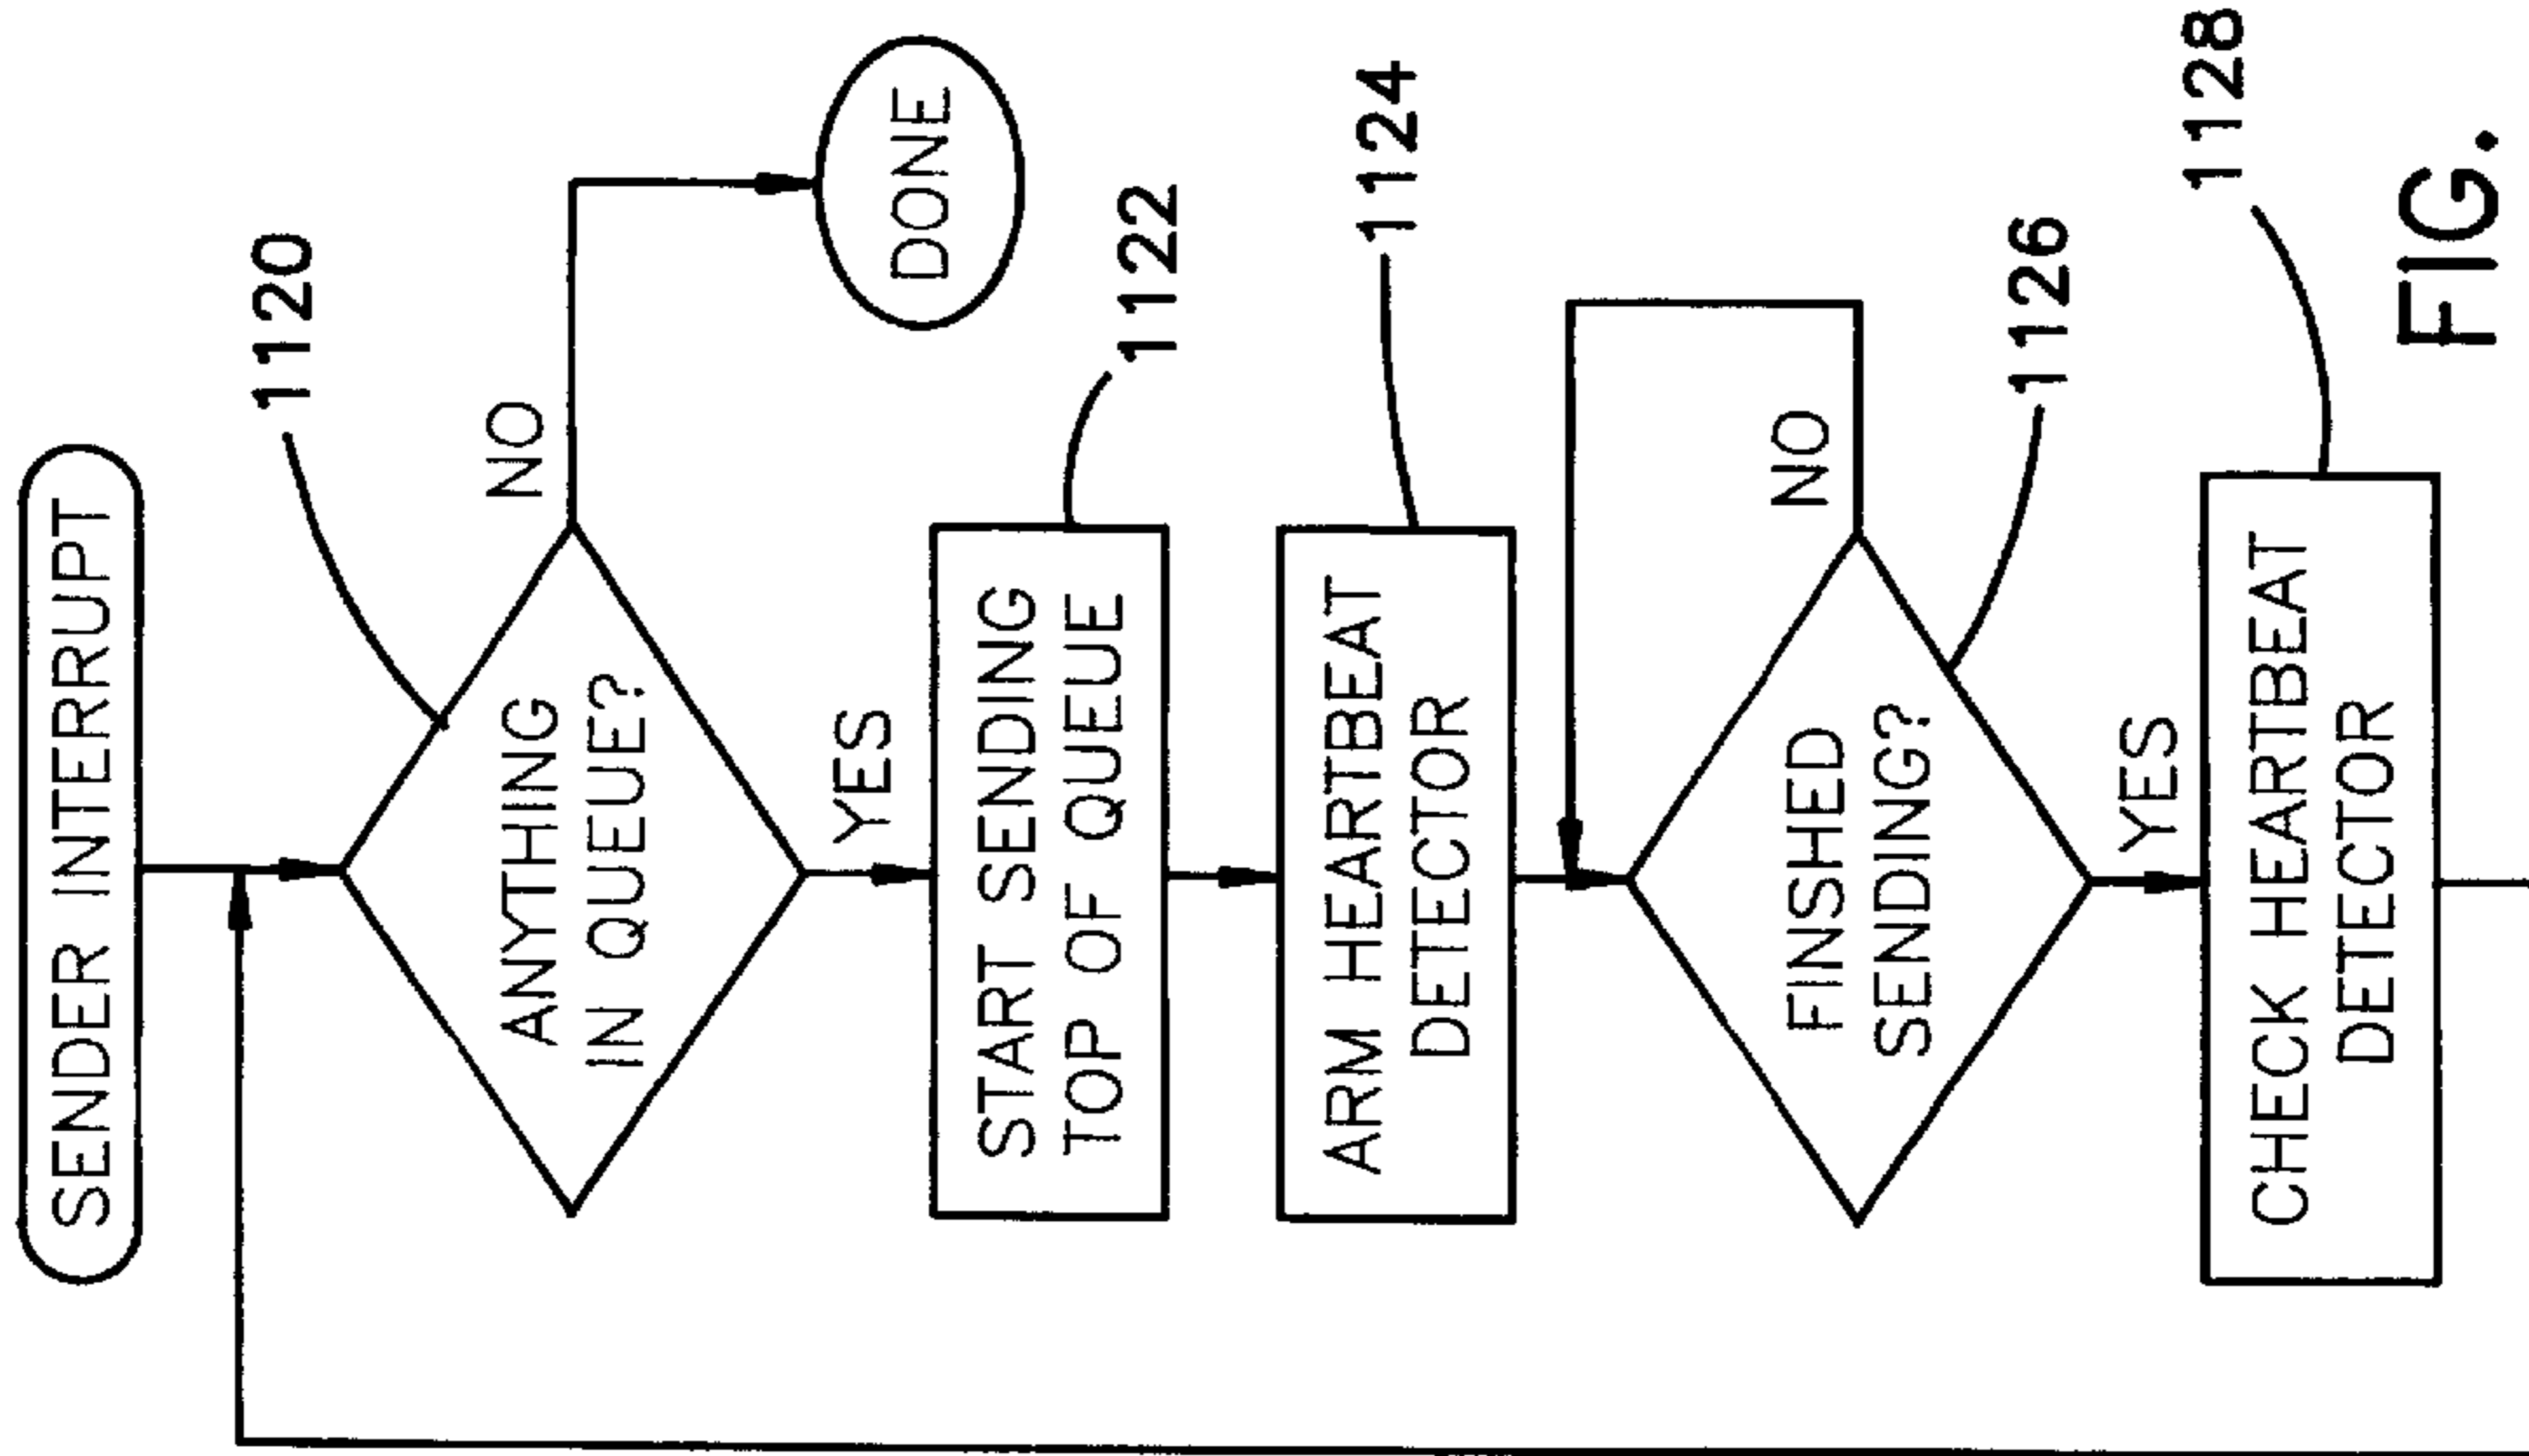 SENDER INTERRUPT
1120
ANYTHING
IN QUEUE?
NO
DONE
YES
1122
START SENDING
TOP OF QUEUE
1124
ARM HEARTBEAT
DETECTOR
NO
FINSHED
SENDING?
1126
YES
1128
CHECK HEARTBEAT
DETECTOR
FIG.